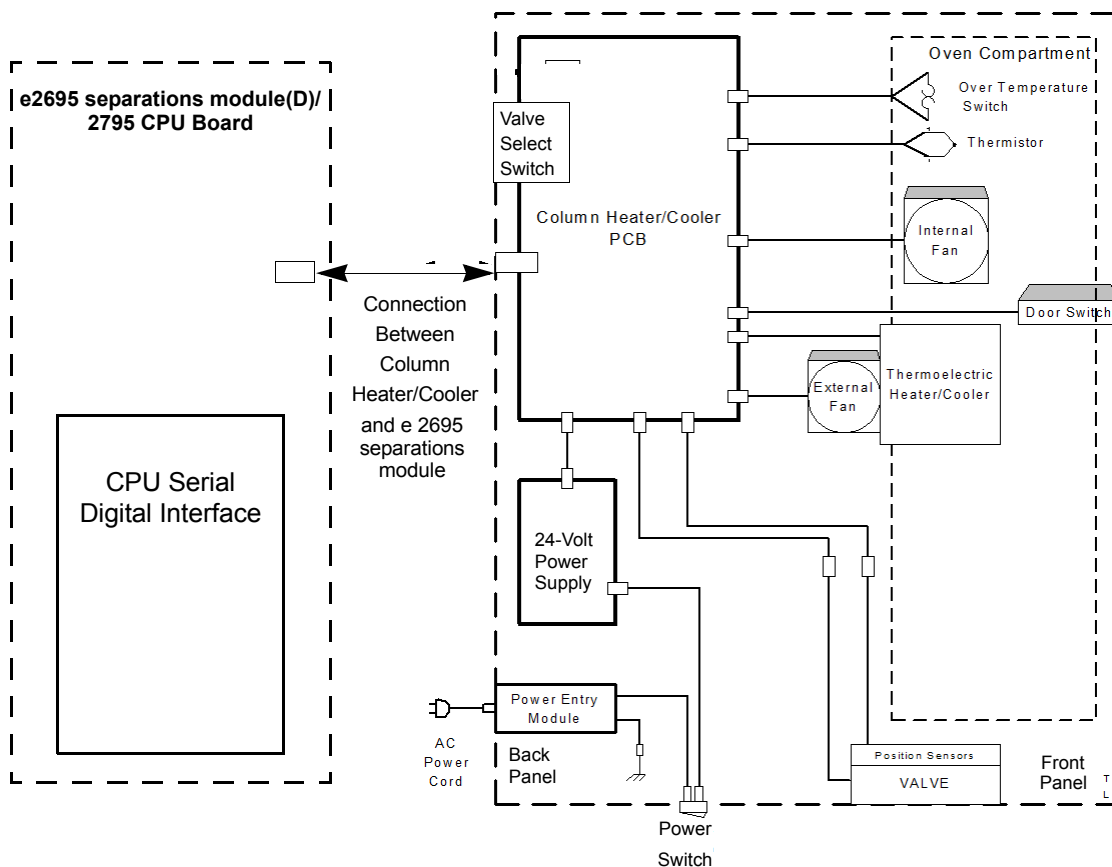 e2695 separations module(D)/
2795 CPU Board
CPU Serial
Digital Interface
Connection
Between
Column
Heater/Cooler
and e 2695
separations
module
Valve
Select
Switch
Column Heater/Cooler
PCB
Oven Compartment
Over Temperature
Switch
Thermistor
Internal
Fan
Door Switch
Thermoelectric
Heater/Cooler
External
Fan
24-Volt
Power
Supply
Power Entry
Module
AC
Power
Cord
Back
Panel
Power
Switch
Position Sensors
VALVE
Front
Panel
T
L